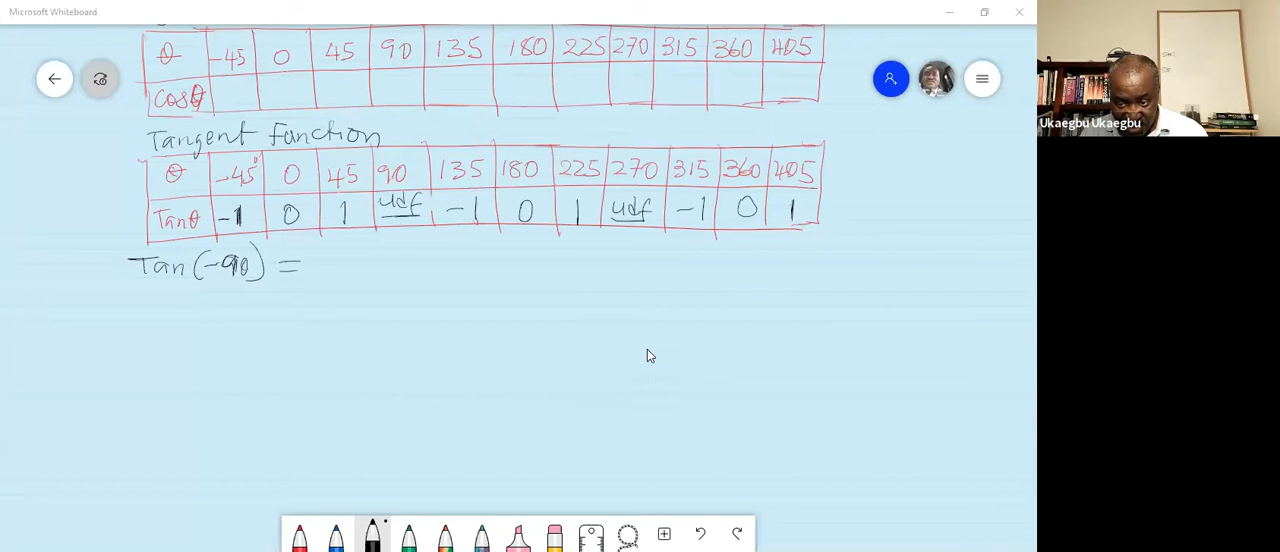 Microsoft Whiteboard
θ -45 0 45 90 135 180 225 270 315 360 405
cosθ
Ukaegbu Ukaegbu
Tangent Function
θ -45° 0 45 90 135 180 225 270 315 360 405
Tanθ -1 0 1 udf -1 0 1 udf -1 0 1
Tan(-90) =